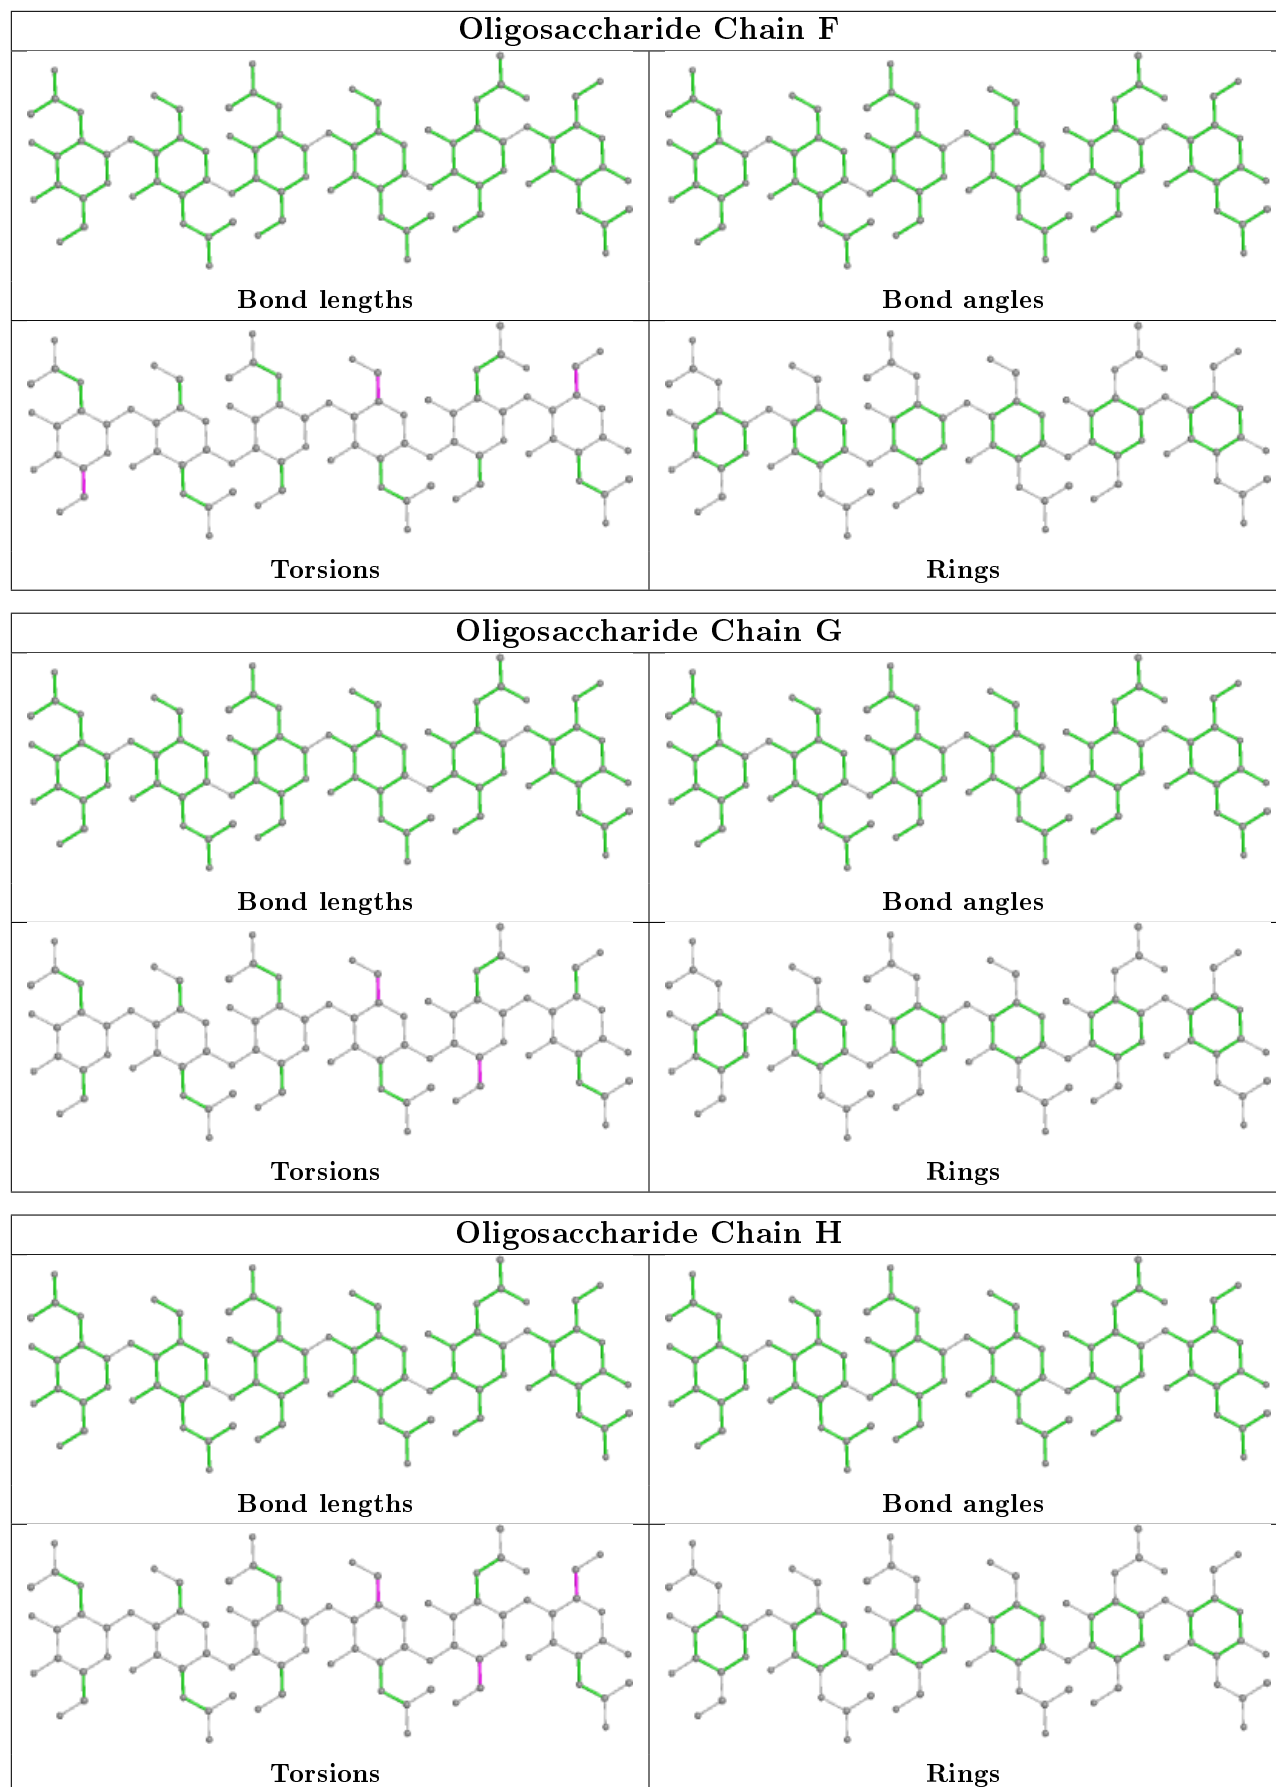 Oligosaccharide Chain F
Bond lengths
Bond angles
Torsions
Rings
Oligosaccharide Chain G
Bond lengths
Bond angles
Torsions
Rings
Oligosaccharide Chain H
Bond lengths
Bond angles
Torsions
Rings